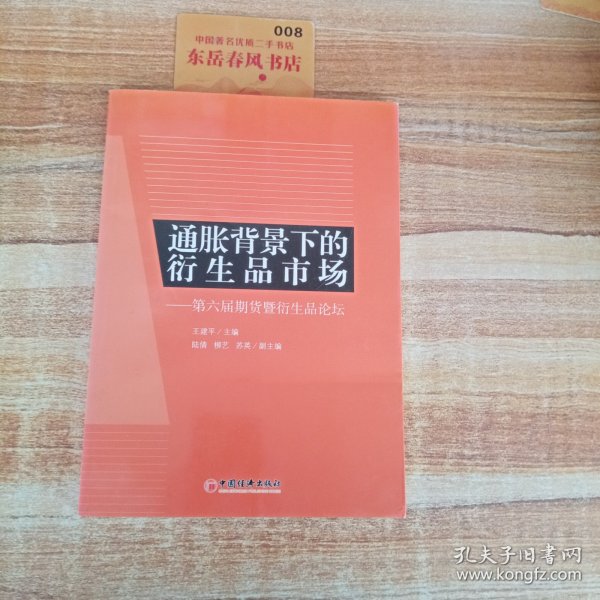 008
中国著名优质二手书店
东岳春风书店
通胀背景下的
衍生品市场
——第六届期货暨衍生品论坛
王建平/主编
陆倩 柳艺 苏英/副主编
中国经济出版社
孔夫子旧书网
www.kongfz.com